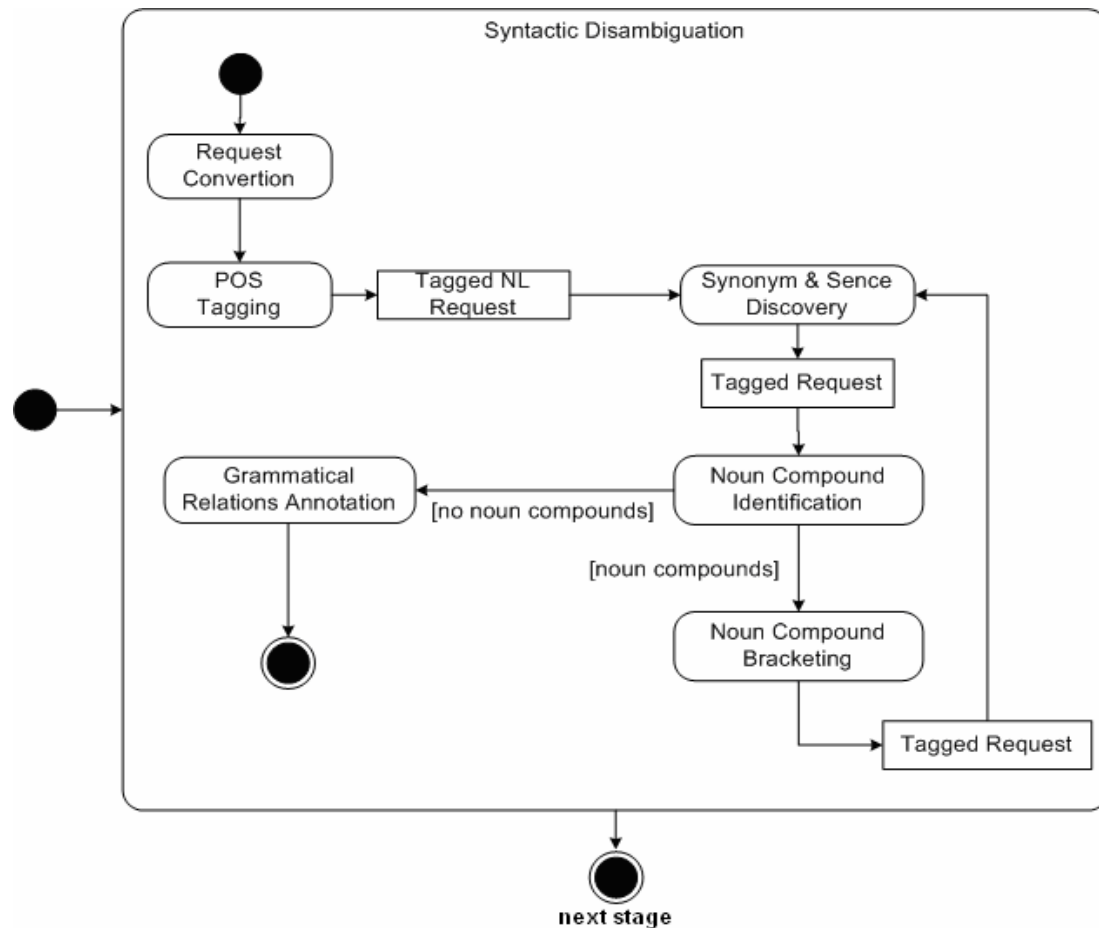 Syntactic Disambiguation
Request
Convertion
POS
Tagging
Tagged NL
Request
Synonym & Sence
Discovery
Tagged Request
Grammatical
Relations Annotation
[no noun compounds]
Noun Compound
Identification
[noun compounds]
Noun Compound
Bracketing
Tagged Request
next stage